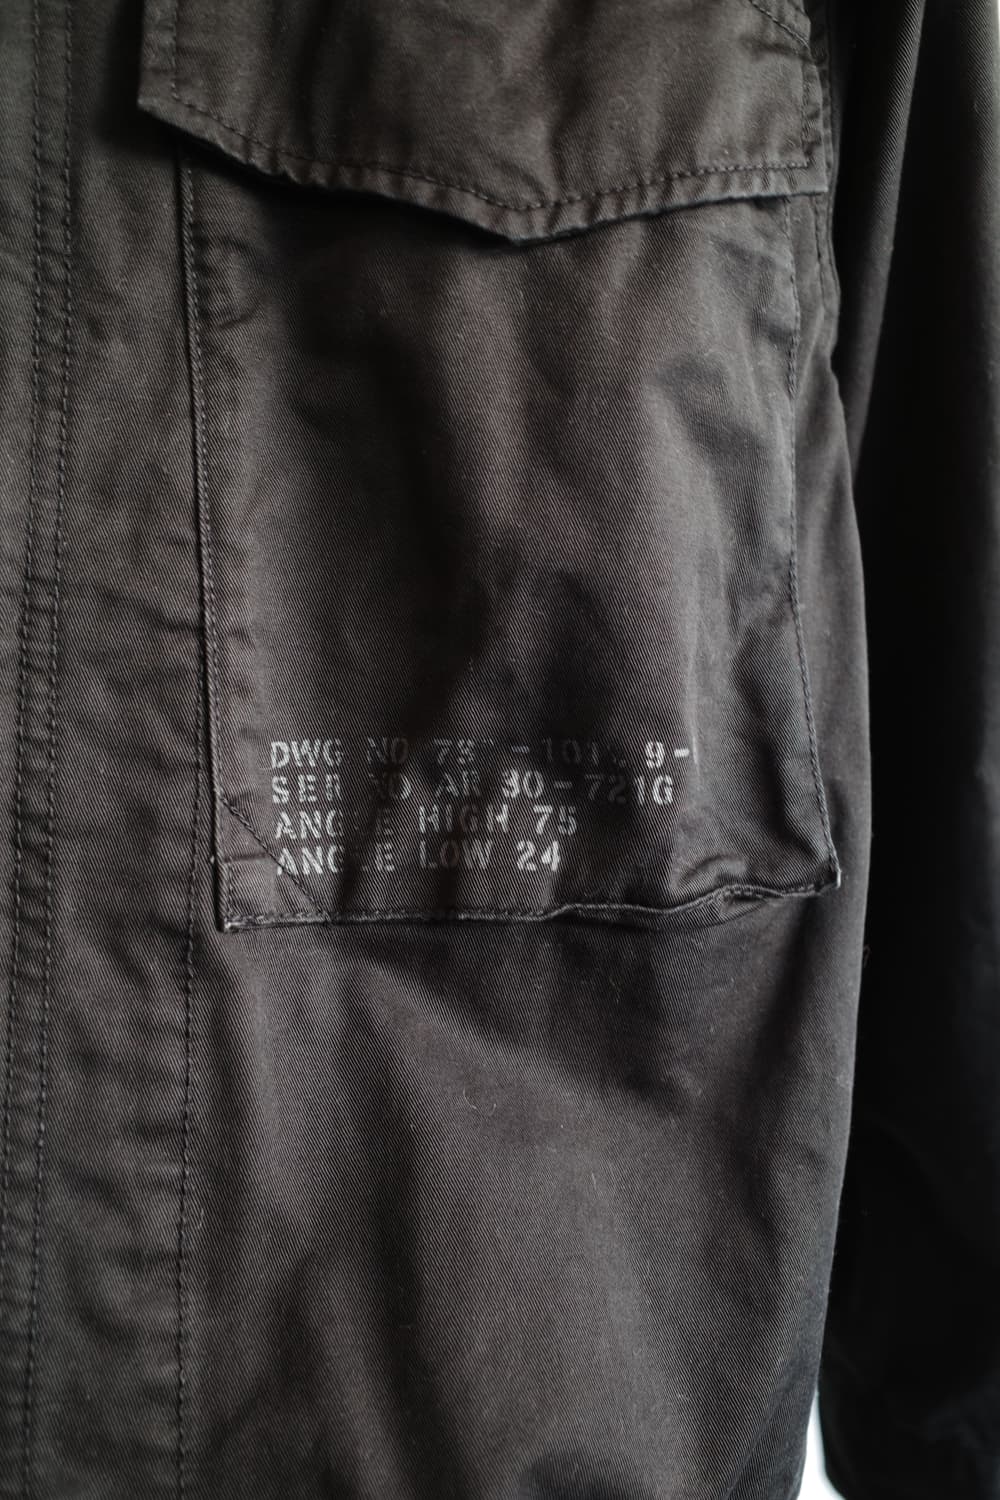 DWG NO
SER NO AR 30-721G
ANGLE HIGH 75
ANGLE LOW 24